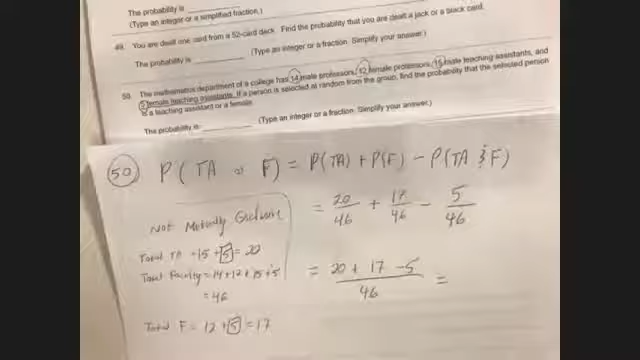 The probability is
(Type an integer or a simplified fraction.)
49. You are dealt one card from a 52-card deck. Find the probability that you are dealt a jack or a black card.
The probability is (Type an integer or a fraction. Simplify your answer.)
50. The mathematics department of a college has 14 male professors, 12 female professors, 15 male teaching assistants, and
5 female teaching assistants. If a person is selected at random from the group, find the probability that the selected person
is a teaching assistant or a female.
The probability is (Type an integer or a fraction. Simplify your answer.)
50 P(TA or F) = P(TA) + P(F) - P(TA & F)
Not Mutually Exclusive
= 20/46 + 17/46 - 5/46
Total TA = 15 + 5 = 20
Total Faculty = 14 + 12 + 15 + 5
= 46
= 20 + 17 - 5 / 46 =
Total F = 12 + 5 = 17